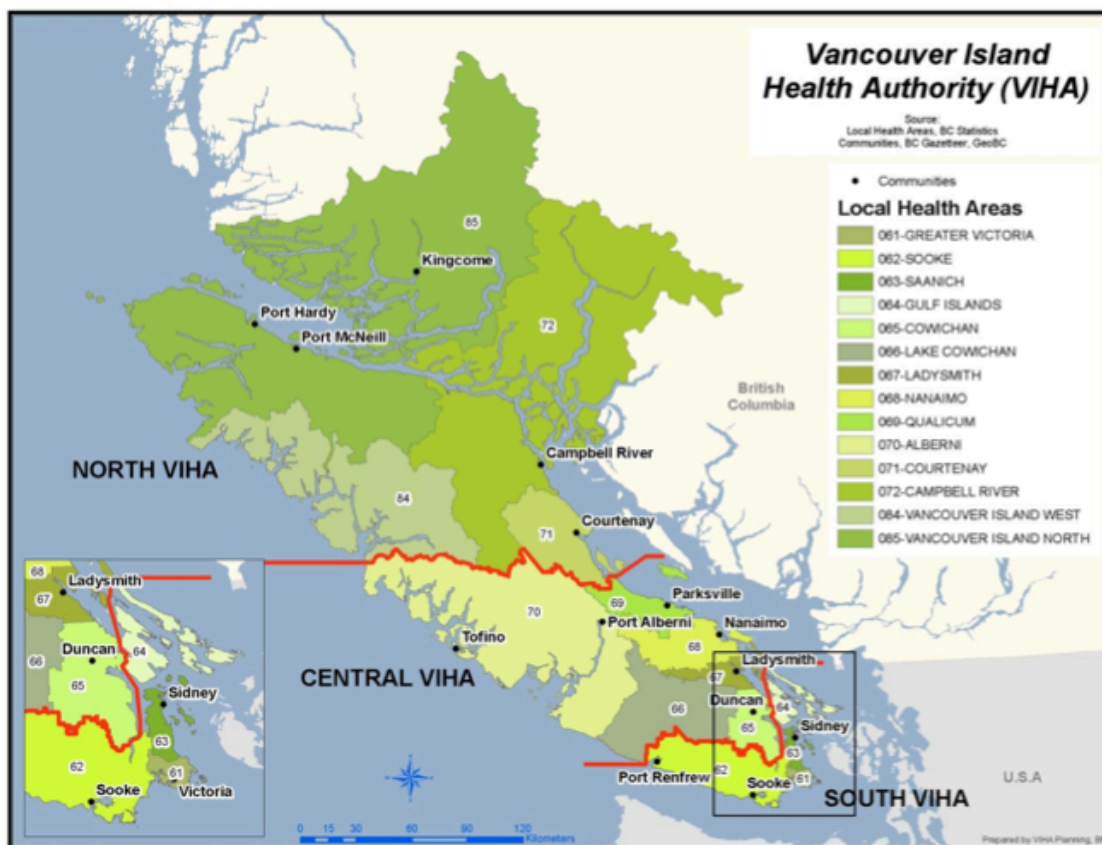 Vancouver Island
Health Authority (VIHA)
Source:
Local Health Areas, BC Statistics
Communities, BC Gazetteer, GeoBC
Communities
Local Health Areas
061-GREATER VICTORIA
062-SOOKE
063-SAANICH
064-GULF ISLANDS
065-COWICHAN
066-LAKE COWICHAN
067-LADYSMITH
068-NANAIMO
069-QUALICUM
070-ALBERNI
071-COURTENAY
072-CAMPBELL RIVER
084-VANCOUVER ISLAND WEST
085-VANCOUVER ISLAND NORTH
85
Kingcome
Port Hardy
Port McNeill
72
British
Columbia
Campbell River
NORTH VIHA
84
Courtenay
71
69
Parksville
70
Port Alberni
Nanaimo
Tofino
68
CENTRAL VIHA
67
Ladysmith
Duncan
64
66
65
Sidney
63
Port Renfrew
62
61
Sooke
SOUTH VIHA
U.S.A
68
Ladysmith
67
Duncan
64
66
65
Sidney
63
62
61
Sooke
Victoria
0 15 30 60 90 120
Kilometers
Prepared by VIHA Planning,